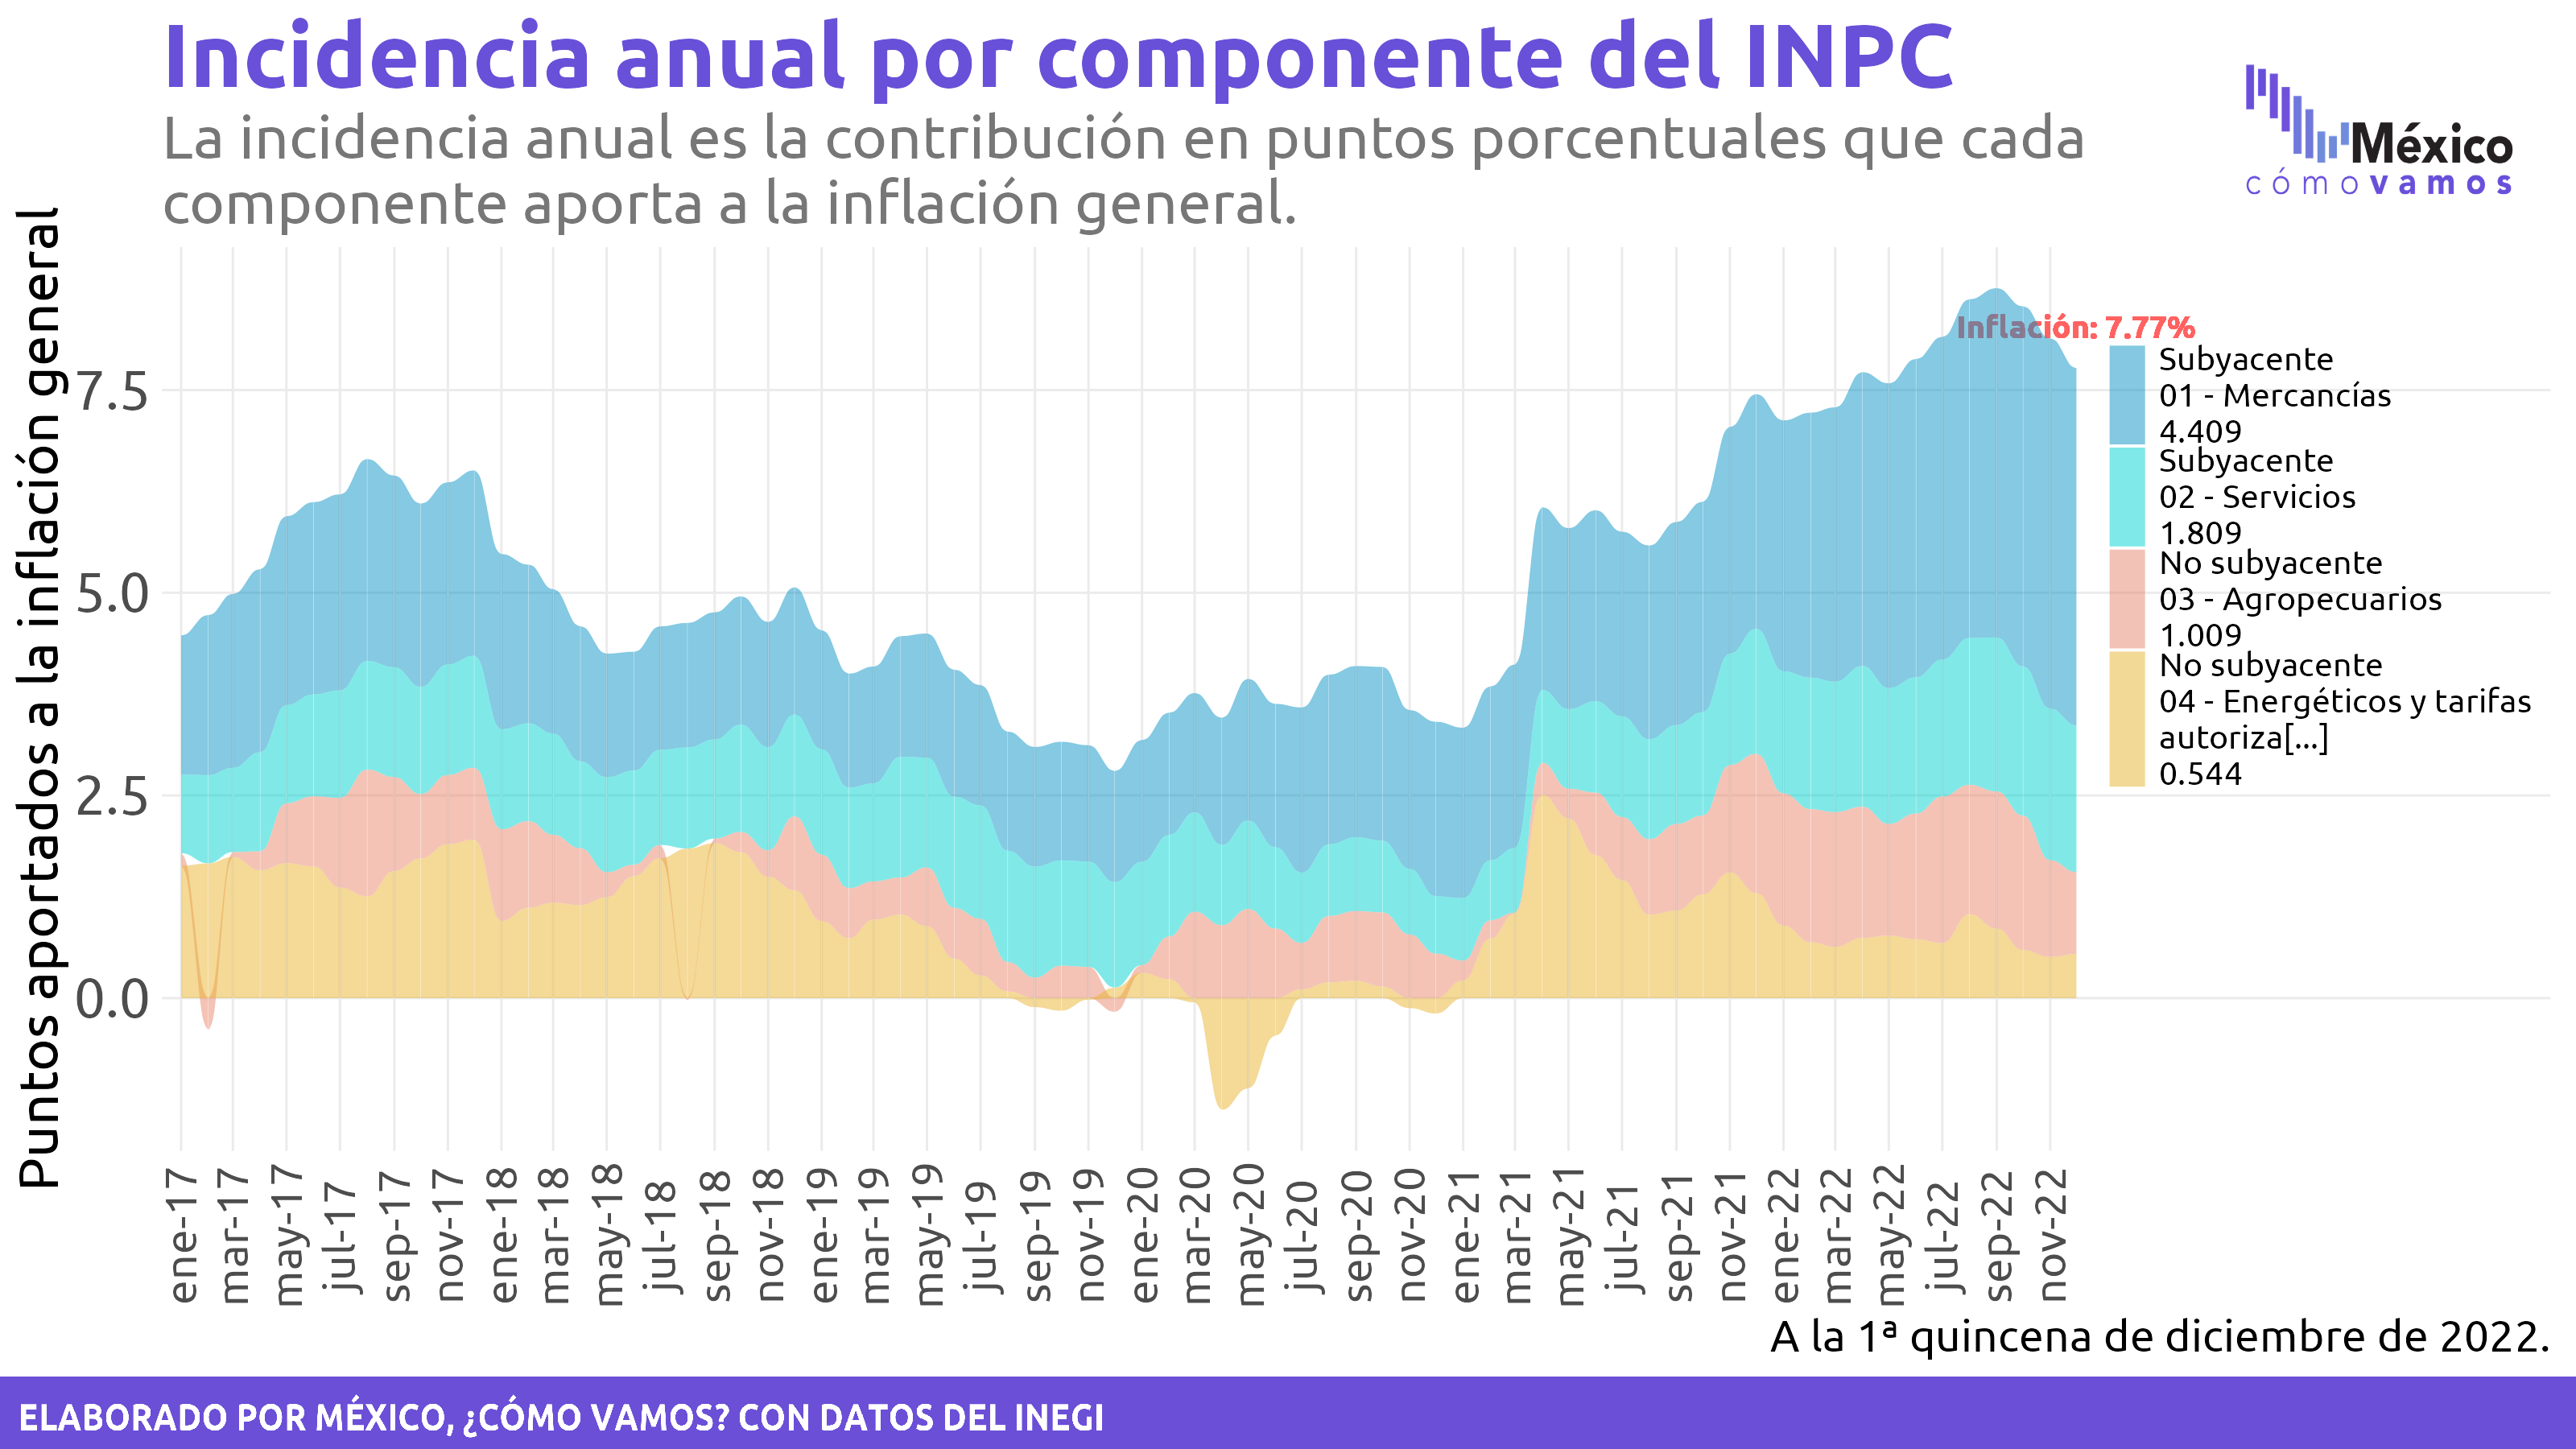 Incidencia anual por componente del INPC
La incidencia anual es la contribución en puntos porcentuales que cada
componente aporta a la inflación general.
México
cómovamos
Puntos aportados a la inflación general
7.5
5.0
2.5
0.0
Inflación: 7.77%
Subyacente
01 - Mercancías
4.409
Subyacente
02 - Servicios
1.809
No subyacente
03 - Agropecuarios
1.009
No subyacente
04 - Energéticos y tarifas
autoriza[...]
0.544
ene-17
mar-17
may-17
jul-17
sep-17
nov-17
ene-18
mar-18
may-18
jul-18
sep-18
nov-18
ene-19
mar-19
may-19
jul-19
sep-19
nov-19
ene-20
mar-20
may-20
jul-20
sep-20
nov-20
ene-21
mar-21
may-21
jul-21
sep-21
nov-21
ene-22
mar-22
may-22
jul-22
sep-22
nov-22
A la 1ª quincena de diciembre de 2022.
ELABORADO POR MÉXICO, ¿CÓMO VAMOS? CON DATOS DEL INEGI